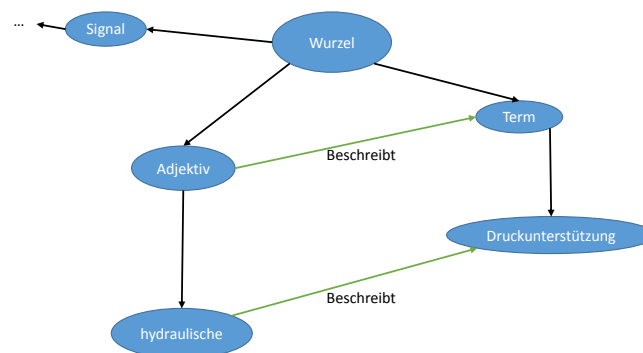 ...
Signal
Wurzel
Term
Beschreibt
Adjektiv
Druckunterstützung
Beschreibt
hydraulische